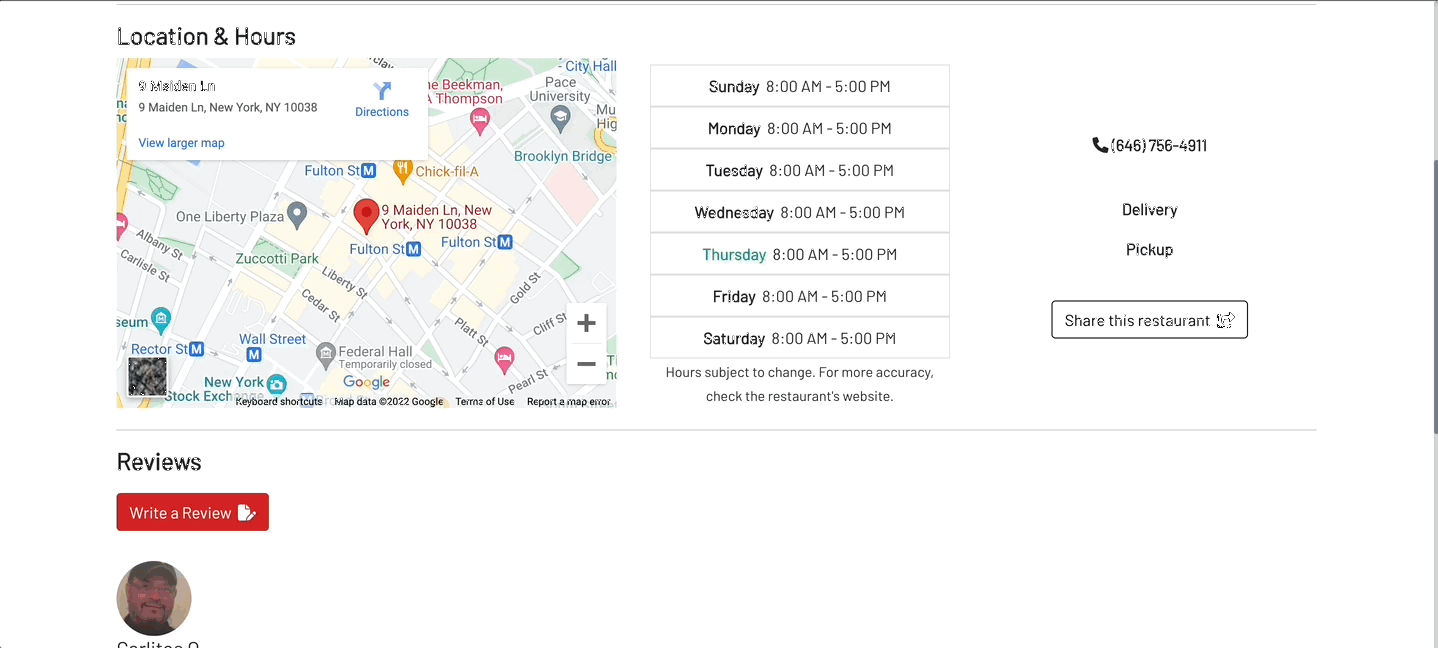 Location & Hours
9 Maiden Ln
9 Maiden Ln, New York, NY 10038
Directions
View larger map
City Hall
he Beekman,
A Thompson
Pace
University
Brooklyn Bridge
Fulton St M
Chick-fil-A
One Liberty Plaza
9 Maiden Ln, New
York, NY 10038
Fulton St M
Fulton St M
Albany St
Carlisle St
Zuccotti Park
Liberty St
Cedar St
Gold St
Cliff St
Platt St
Pearl St
seum
Rector St M
Wall Street
M
Federal Hall
Temporarily closed
New York
Stock Exchange
Google
Keyboard shortcuts
Map data ©2022 Google
Terms of Use
Report a map error
Sunday 8:00 AM - 5:00 PM
Monday 8:00 AM - 5:00 PM
Tuesday 8:00 AM - 5:00 PM
Wednesday 8:00 AM - 5:00 PM
Thursday 8:00 AM - 5:00 PM
Friday 8:00 AM - 5:00 PM
Saturday 8:00 AM - 5:00 PM
Hours subject to change. For more accuracy,
check the restaurant's website.
(646) 756-4911
Delivery
Pickup
Share this restaurant
Reviews
Write a Review